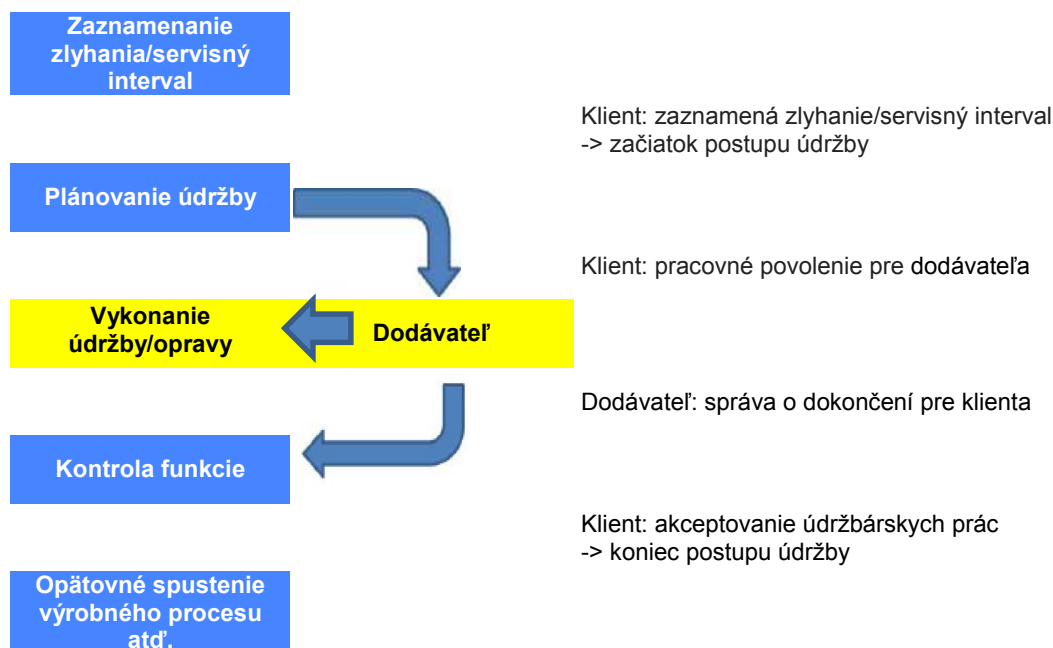 Zaznamenanie
zlyhania/servisný
interval
Klient: zaznamená zlyhanie/servisný interval
-> začiatok postupu údržby
Plánovanie údržby
Klient: pracovné povolenie pre dodávateľa
Vykonanie
údržby/opravy
Dodávateľ
Dodávateľ: správa o dokončení pre klienta
Kontrola funkcie
Klient: akceptovanie údržbárskych prác
-> koniec postupu údržby
Opätovné spustenie
výrobného procesu
atď.